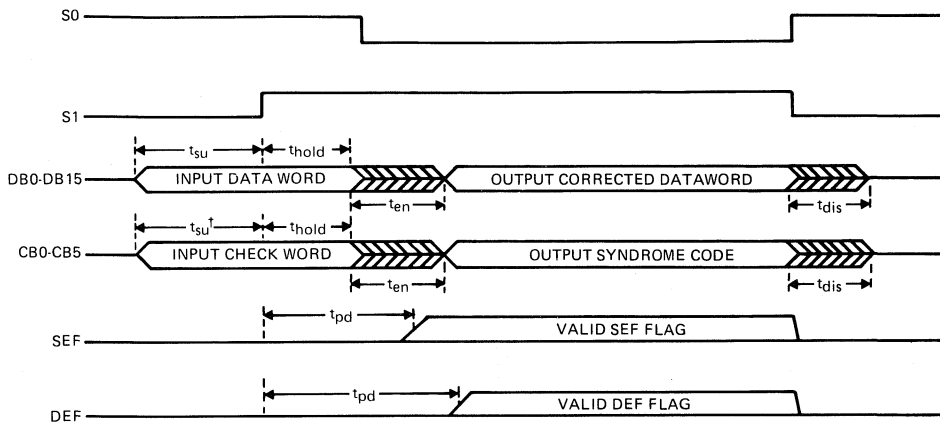 S0
S1
tsu thold
DB0-DB15 INPUT DATA WORD OUTPUT CORRECTED DATAWORD
ten tdis
tsu† thold
CB0-CB5 INPUT CHECK WORD OUTPUT SYNDROME CODE
ten tdis
tpd
SEF VALID SEF FLAG
tpd
DEF VALID DEF FLAG